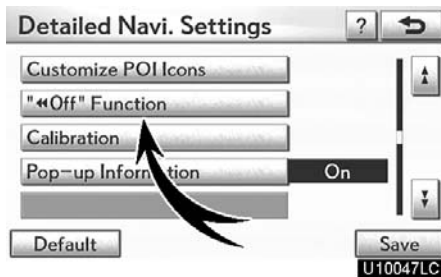 Detailed Navi. Settings ?
Customize POI Icons
"◄◄Off" Function
Calibration
Pop-up Information On
Default Save
U10047LC